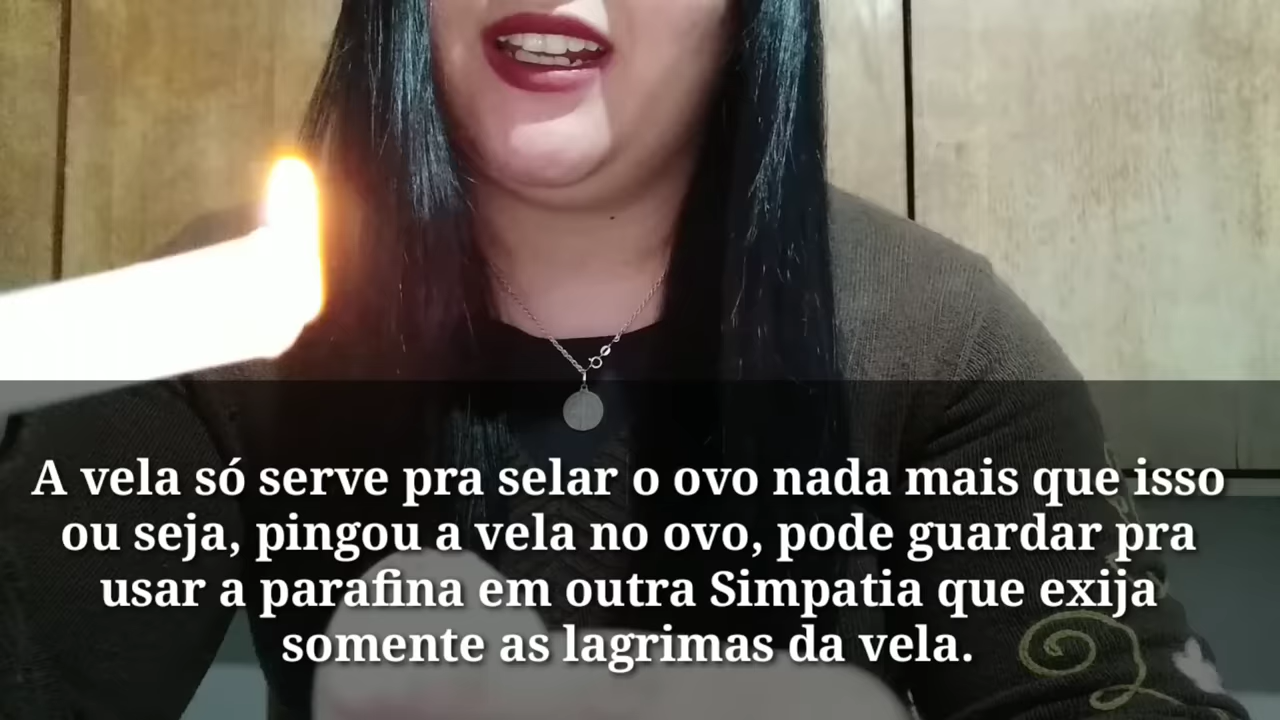 A vela só serve pra selar o ovo nada mais que isso
ou seja, pingou a vela no ovo, pode guardar pra
usar a parafina em outra Simpatia que exija
somente as lagrimas da vela.